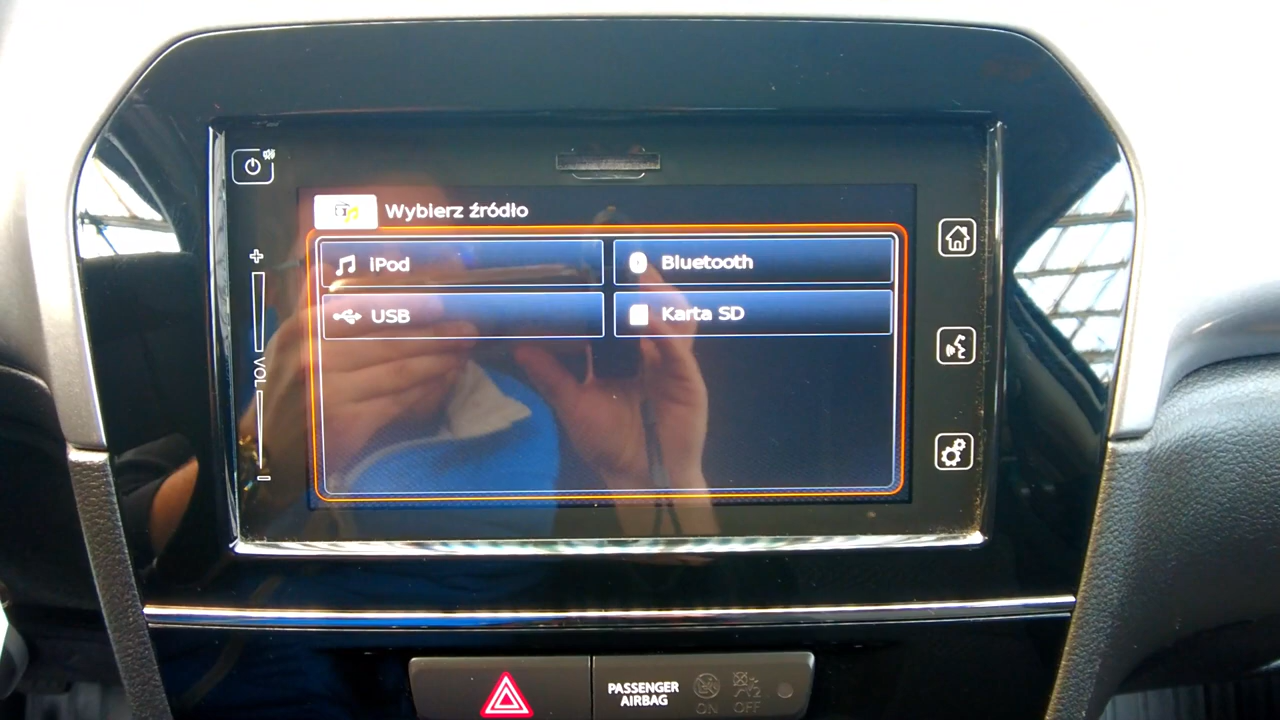 Wybierz źródło
iPod
Bluetooth
USB
Karta SD
+
VOL
-
PASSENGER
AIRBAG
ON
OFF